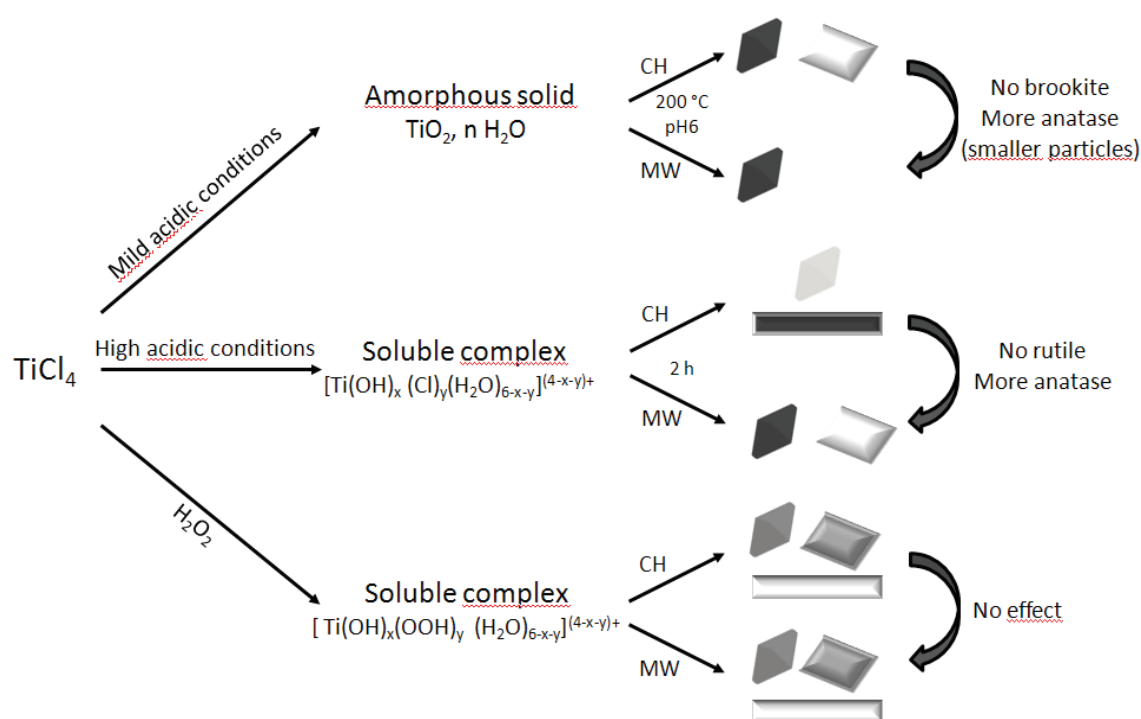 TiCl4
Mild acidic conditions
Amorphous solid
TiO2, n H2O
CH
200 °C
pH6
MW
No brookite
More anatase
(smaller particles)
High acidic conditions
Soluble complex
[Ti(OH)x (Cl)y(H2O)6-x-y](4-x-y)+
CH
2 h
MW
No rutile
More anatase
H2O2
Soluble complex
[ Ti(OH)x(OOH)y (H2O)6-x-y](4-x-y)+
CH
MW
No effect